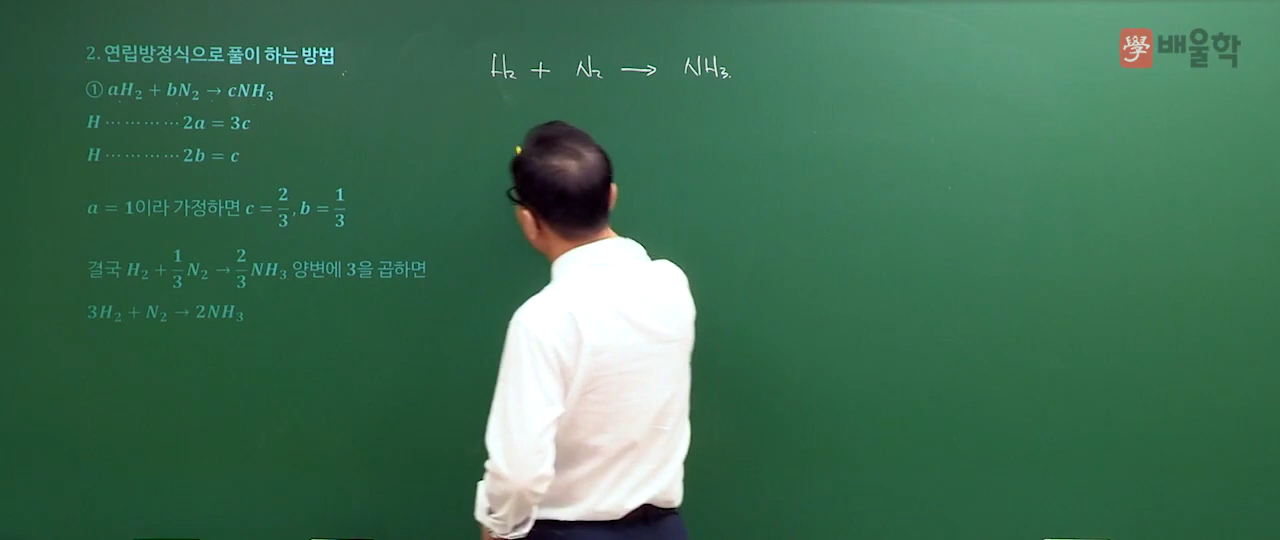 2. 연립방정식으로 풀이 하는 방법
① aH₂ + bN₂ → cNH₃
H ············ 2a = 3c
H ············ 2b = c
a = 1이라 가정하면 c = 2/3, b = 1/3
결국 H₂ + 1/3 N₂ → 2/3 NH₃ 양변에 3을 곱하면
3H₂ + N₂ → 2NH₃
H₂ + N₂ → NH₃.
學 배울학